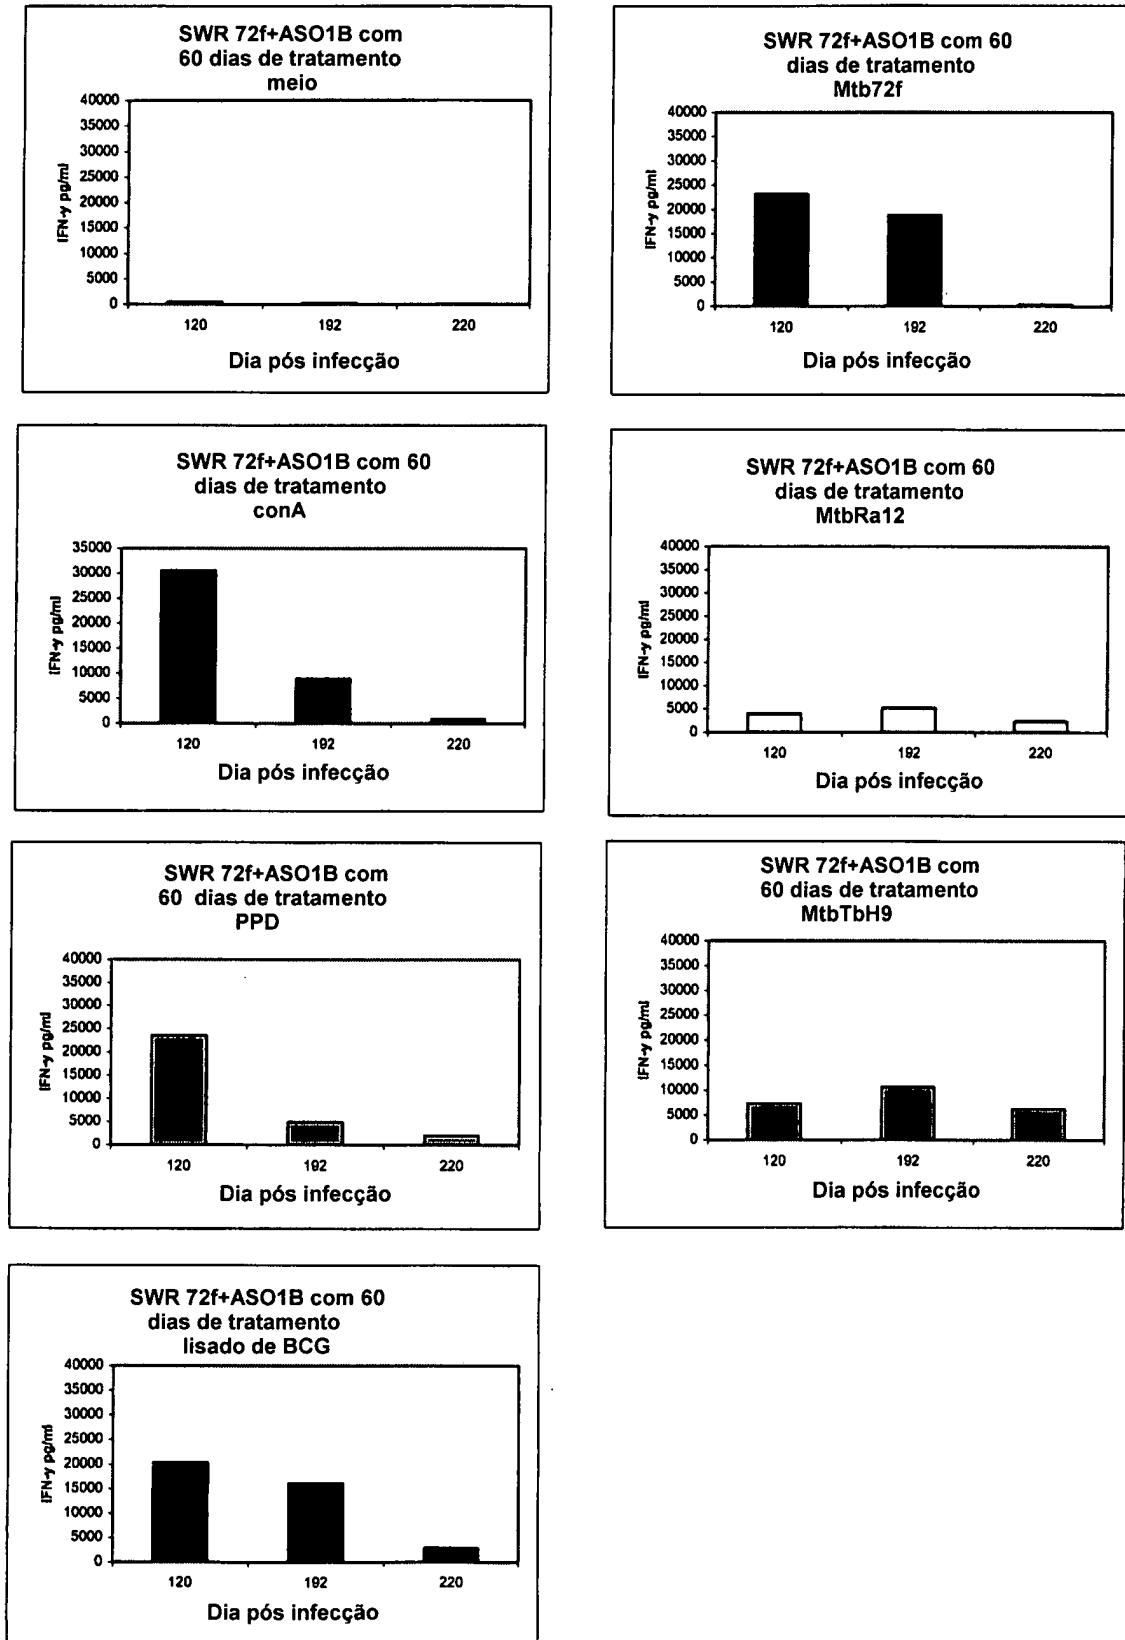 SWR 72f+ASO1B com
60 dias de tratamento
meio
40000
35000
30000
25000
20000
15000
10000
5000
0
IFN-y pg/ml
120 192 220
Dia pós infecção
SWR 72f+ASO1B com 60
dias de tratamento
Mtb72f
40000
35000
30000
25000
20000
15000
10000
5000
0
IFN-y pg/ml
120 192 220
Dia pós infecção
SWR 72f+ASO1B com 60
dias de tratamento
conA
35000
30000
25000
20000
15000
10000
5000
0
IFN-y pg/ml
120 192 220
Dia pós infecção
SWR 72f+ASO1B com 60
dias de tratamento
MtbRa12
40000
35000
30000
25000
20000
15000
10000
5000
0
IFN-y pg/ml
120 192 220
Dia pós infecção
SWR 72f+ASO1B com
60 dias de tratamento
PPD
40000
35000
30000
25000
20000
15000
10000
5000
0
IFN-y pg/ml
120 192 220
Dia pós infecção
SWR 72f+ASO1B com
60 dias de tratamento
MtbTbH9
40000
35000
30000
25000
20000
15000
10000
5000
0
IFN-y pg/ml
120 192 220
Dia pós infecção
SWR 72f+ASO1B com 60
dias de tratamento
lisado de BCG
40000
35000
30000
25000
20000
15000
10000
5000
0
IFN-y pg/ml
120 192 220
Dia pós infecção